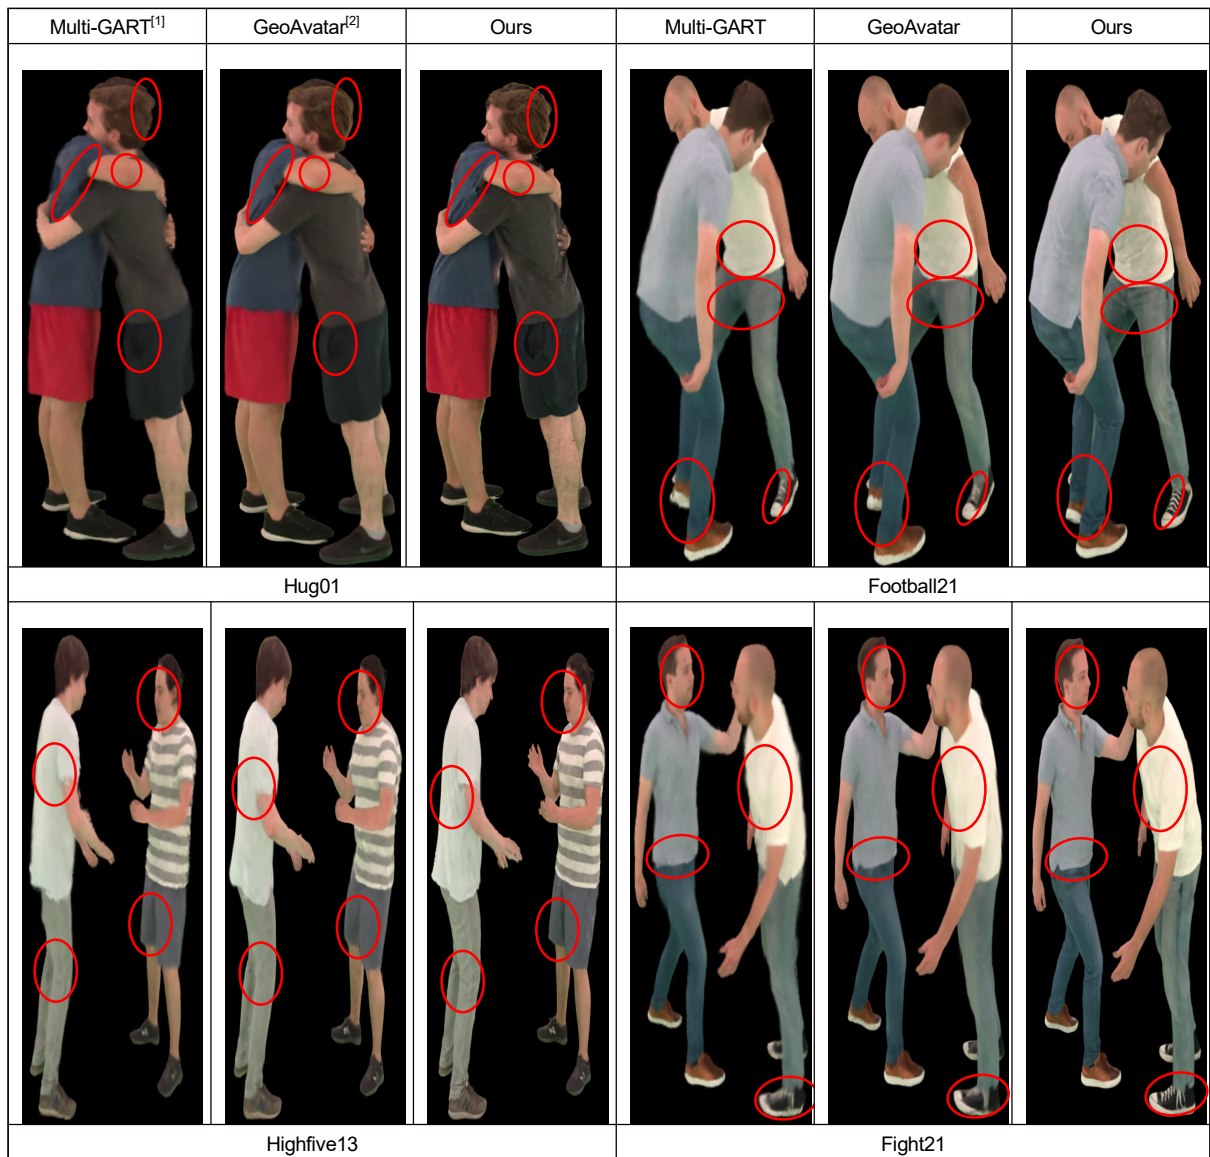 Multi-GART[1] GeoAvatar[2] Ours Multi-GART GeoAvatar Ours
Hug01 Football21
Highfive13 Fight21